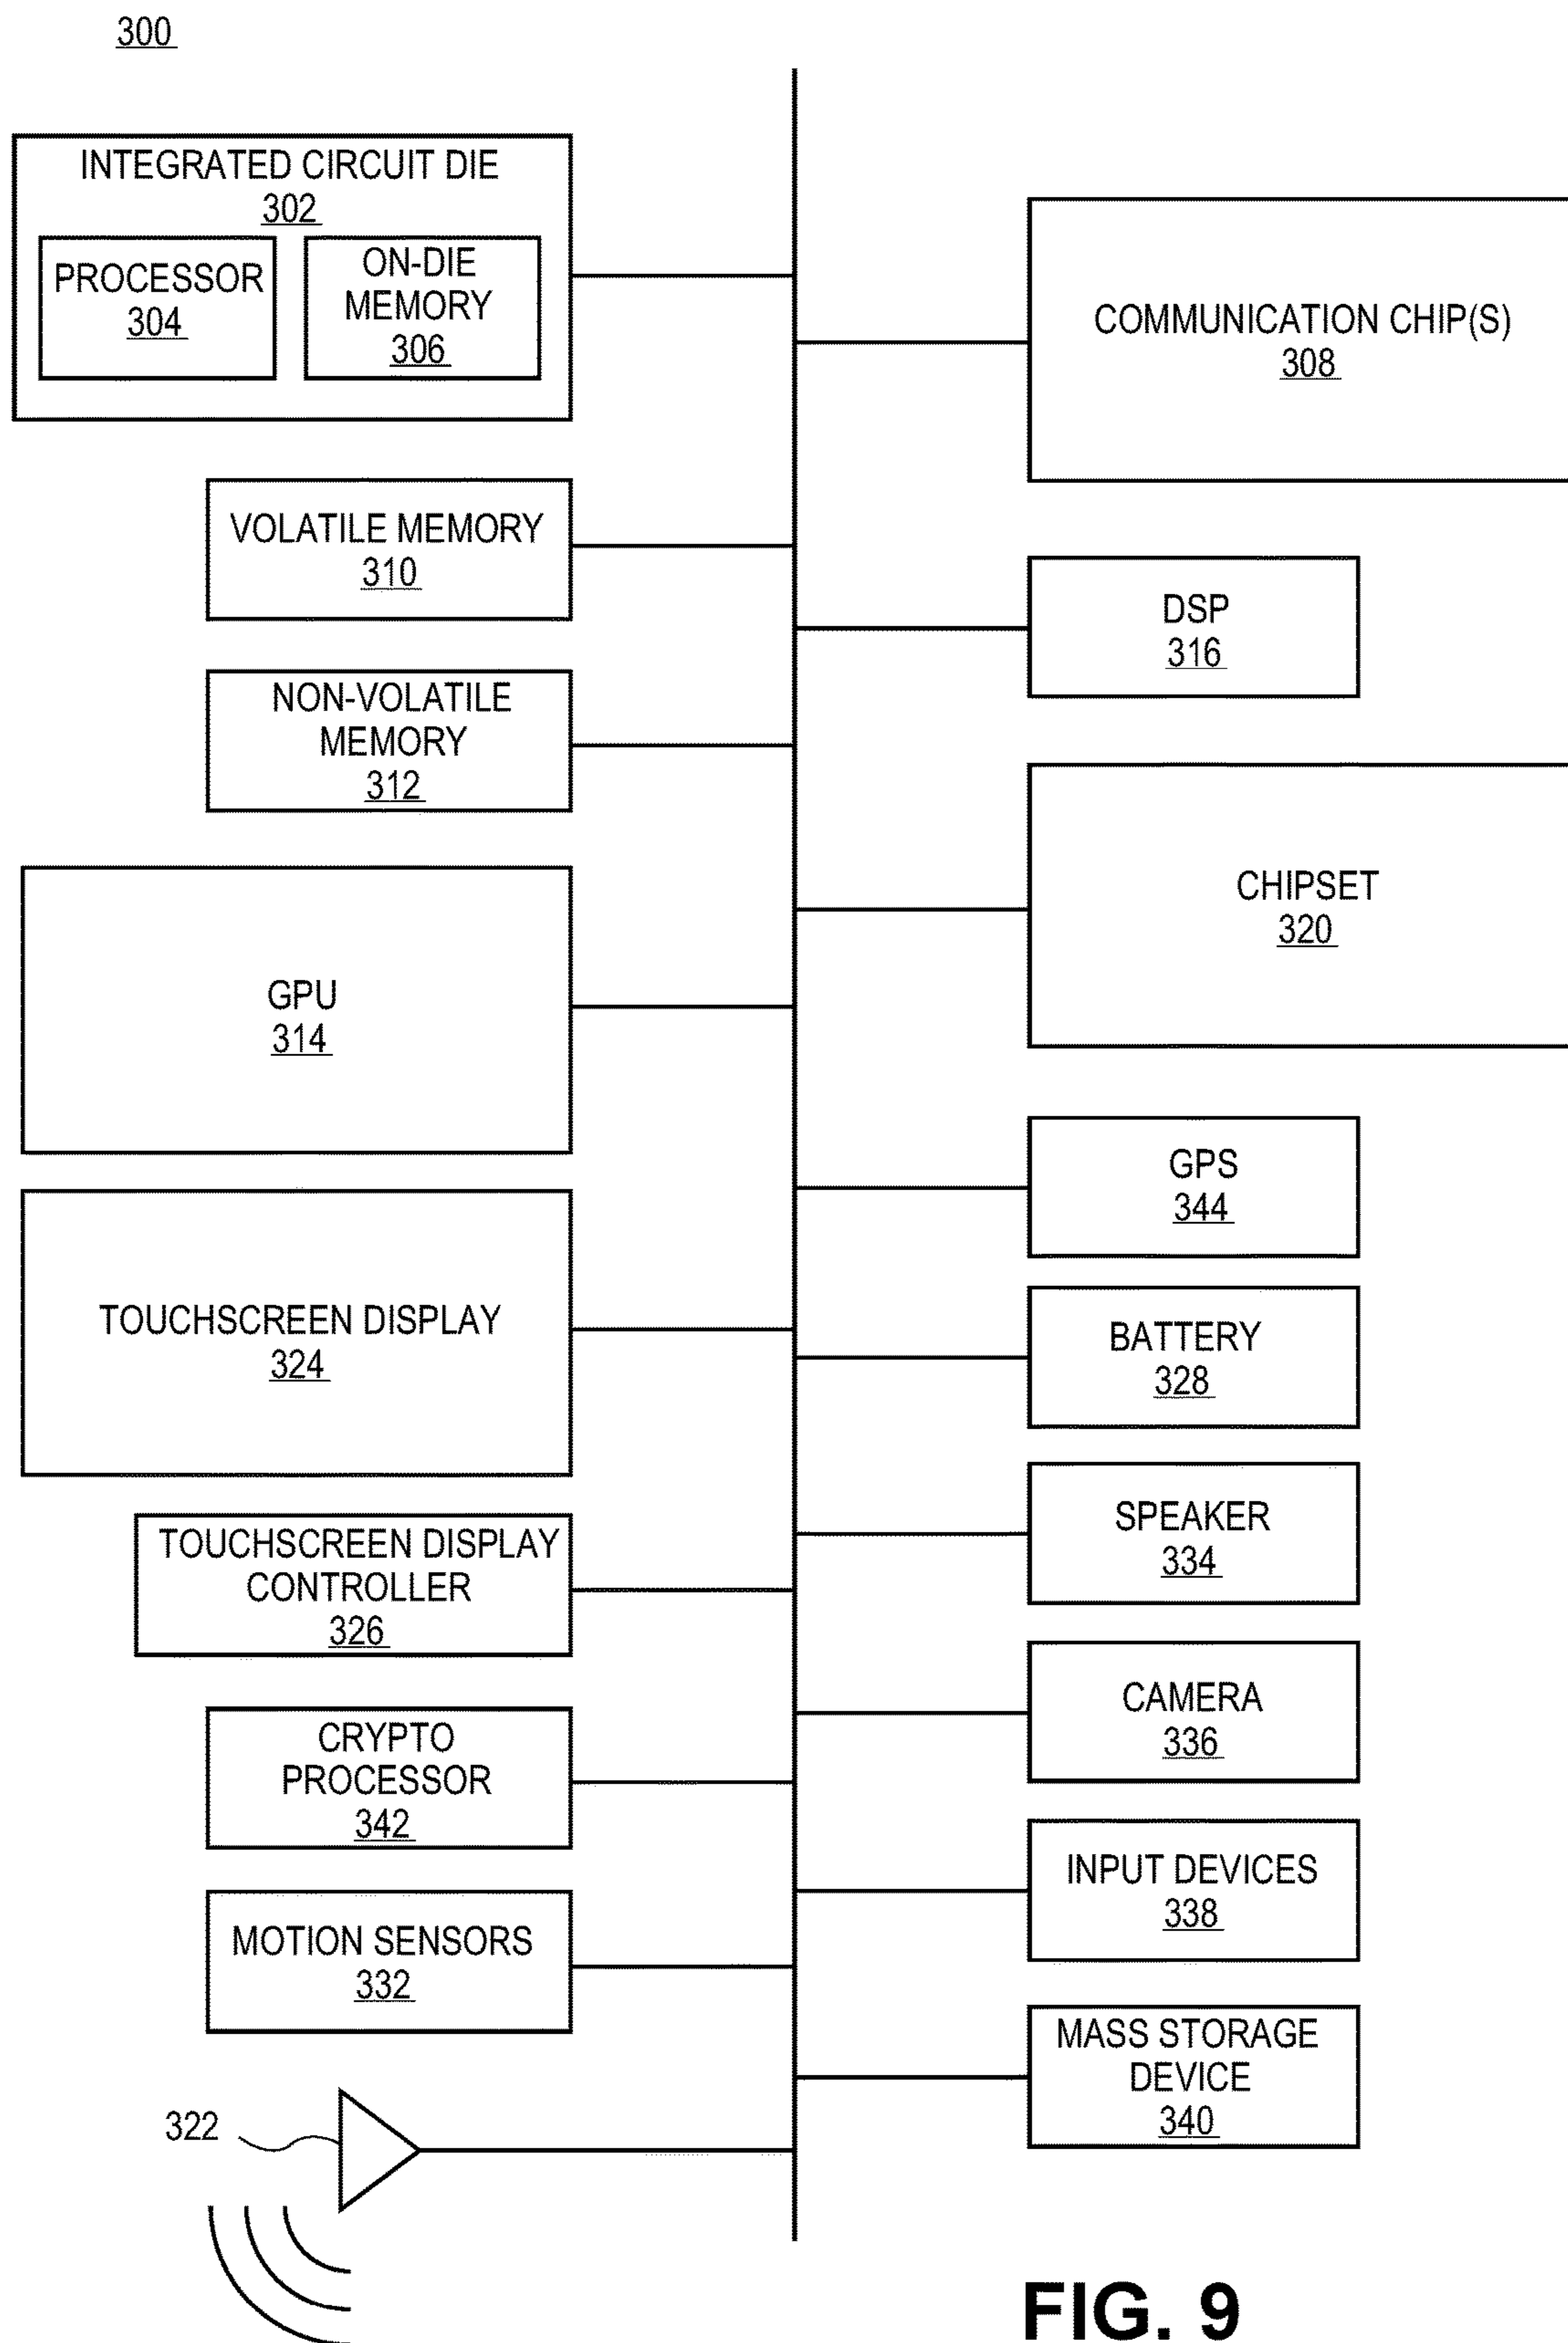 300
INTEGRATED CIRCUIT DIE
302
PROCESSOR
304
ON-DIE
MEMORY
306
VOLATILE MEMORY
310
NON-VOLATILE
MEMORY
312
GPU
314
TOUCHSCREEN DISPLAY
324
TOUCHSCREEN DISPLAY
CONTROLLER
326
CRYPTO
PROCESSOR
342
MOTION SENSORS
332
322
COMMUNICATION CHIP(S)
308
DSP
316
CHIPSET
320
GPS
344
BATTERY
328
SPEAKER
334
CAMERA
336
INPUT DEVICES
338
MASS STORAGE
DEVICE
340
FIG. 9